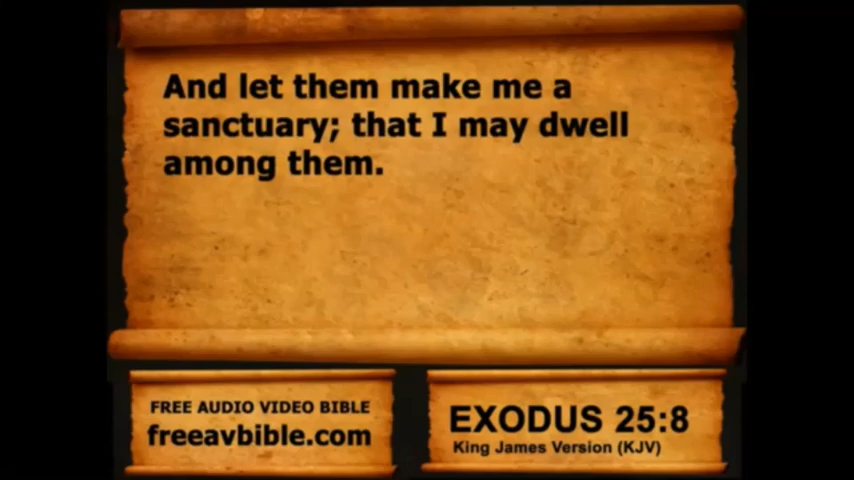 And let them make me a
sanctuary; that I may dwell
among them.
FREE AUDIO VIDEO BIBLE
freeavbible.com
EXODUS 25:8
King James Version (KJV)